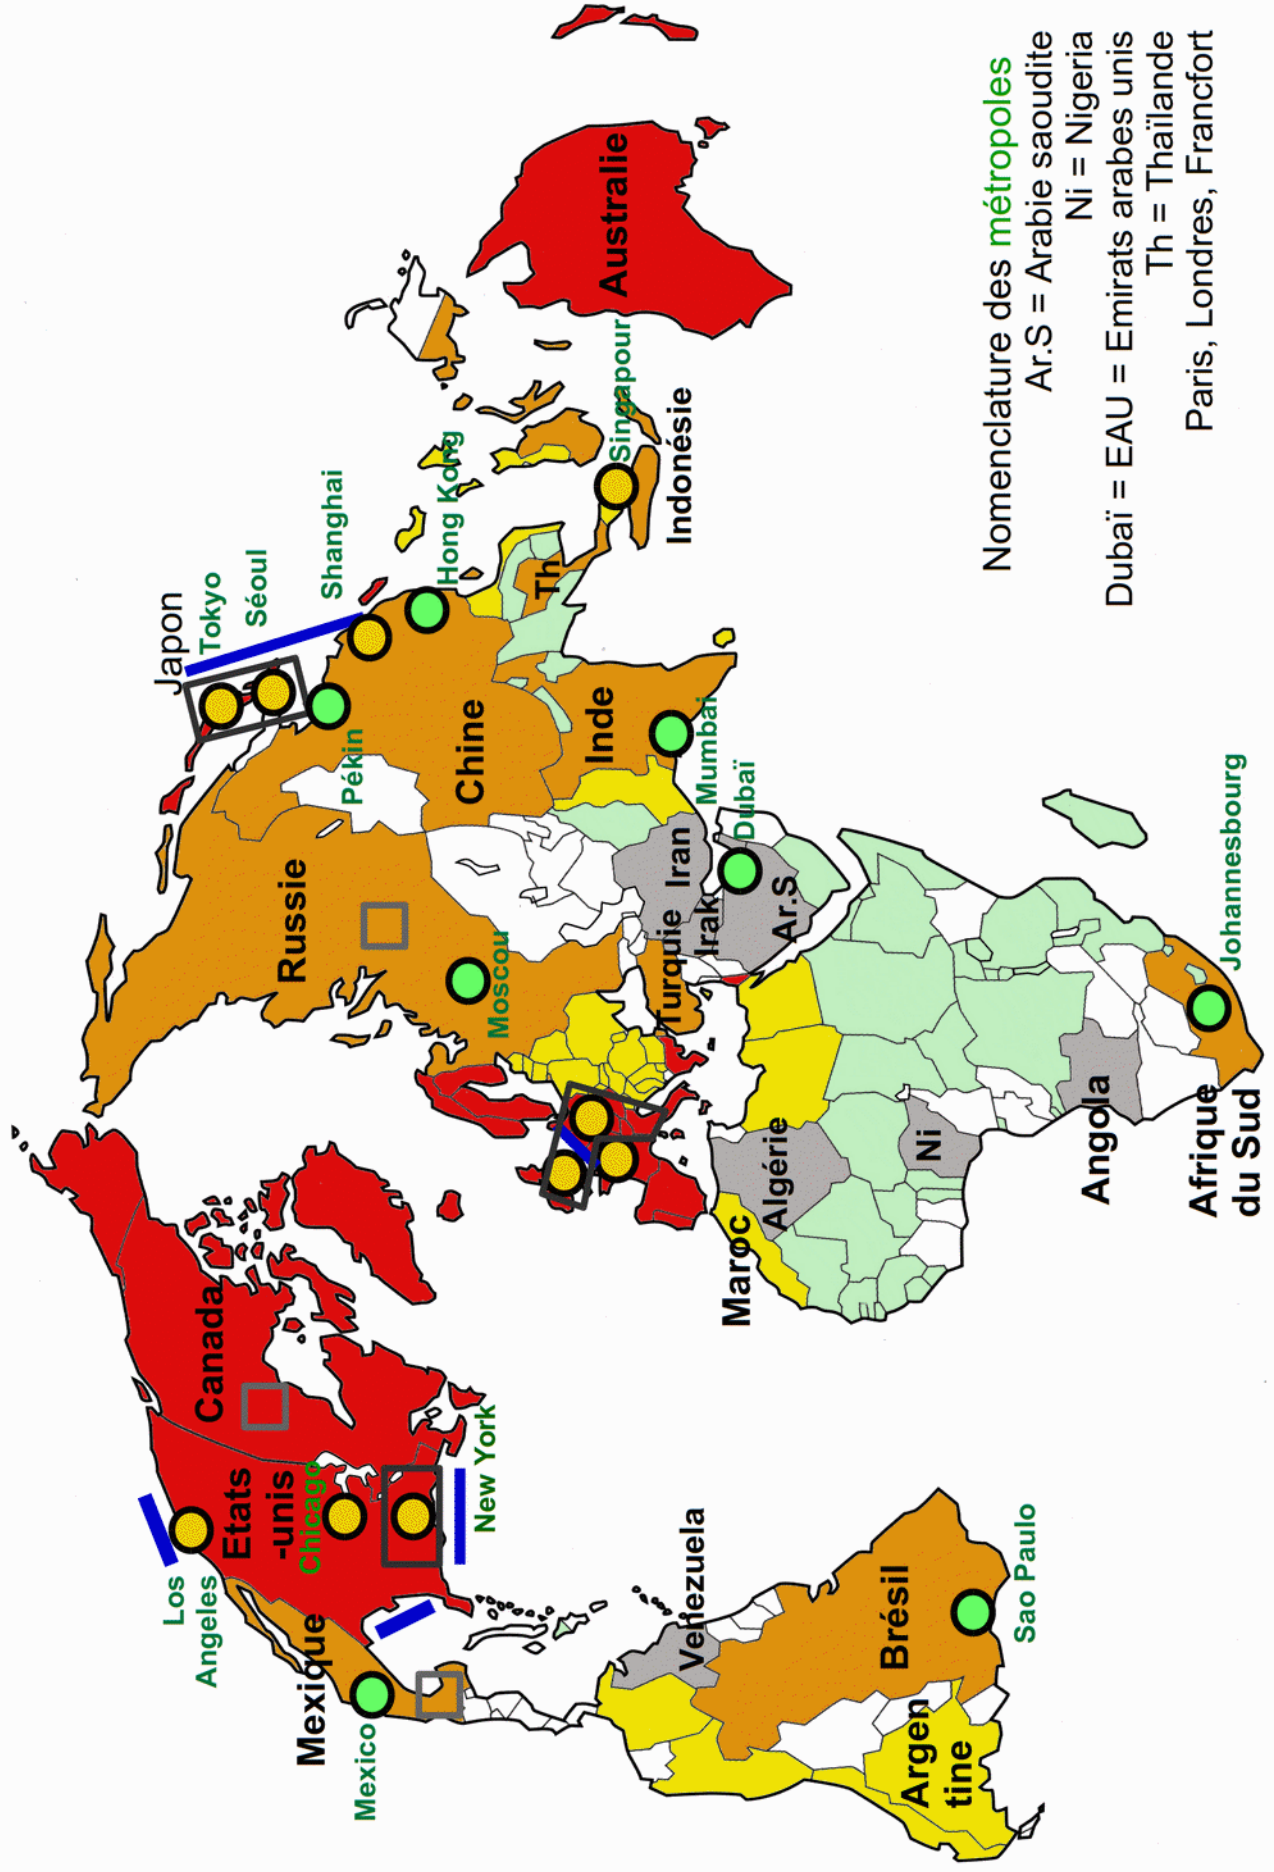 Canada
Etats
-unis
Chicago
New York
Los
Angeles
Mexique
Mexico
Venezuela
Brésil
Sao Paulo
Argen
tine
Russie
Moscou
Japon
Tokyo
Séoul
Shanghai
Pékin
Hong Kong
Chine
Inde
Mumbai
Th
Singapour
Indonésie
Australie
Turquie
Irak
Iran
Dubaï
Ar.S
Maroc
Algérie
Ni
Angola
Afrique
du Sud
Johannesbourg
Nomenclature des métropoles
Ar.S = Arabie saoudite
Ni = Nigeria
Dubaï = EAU = Emirats arabes unis
Th = Thaïlande
Paris, Londres, Francfort